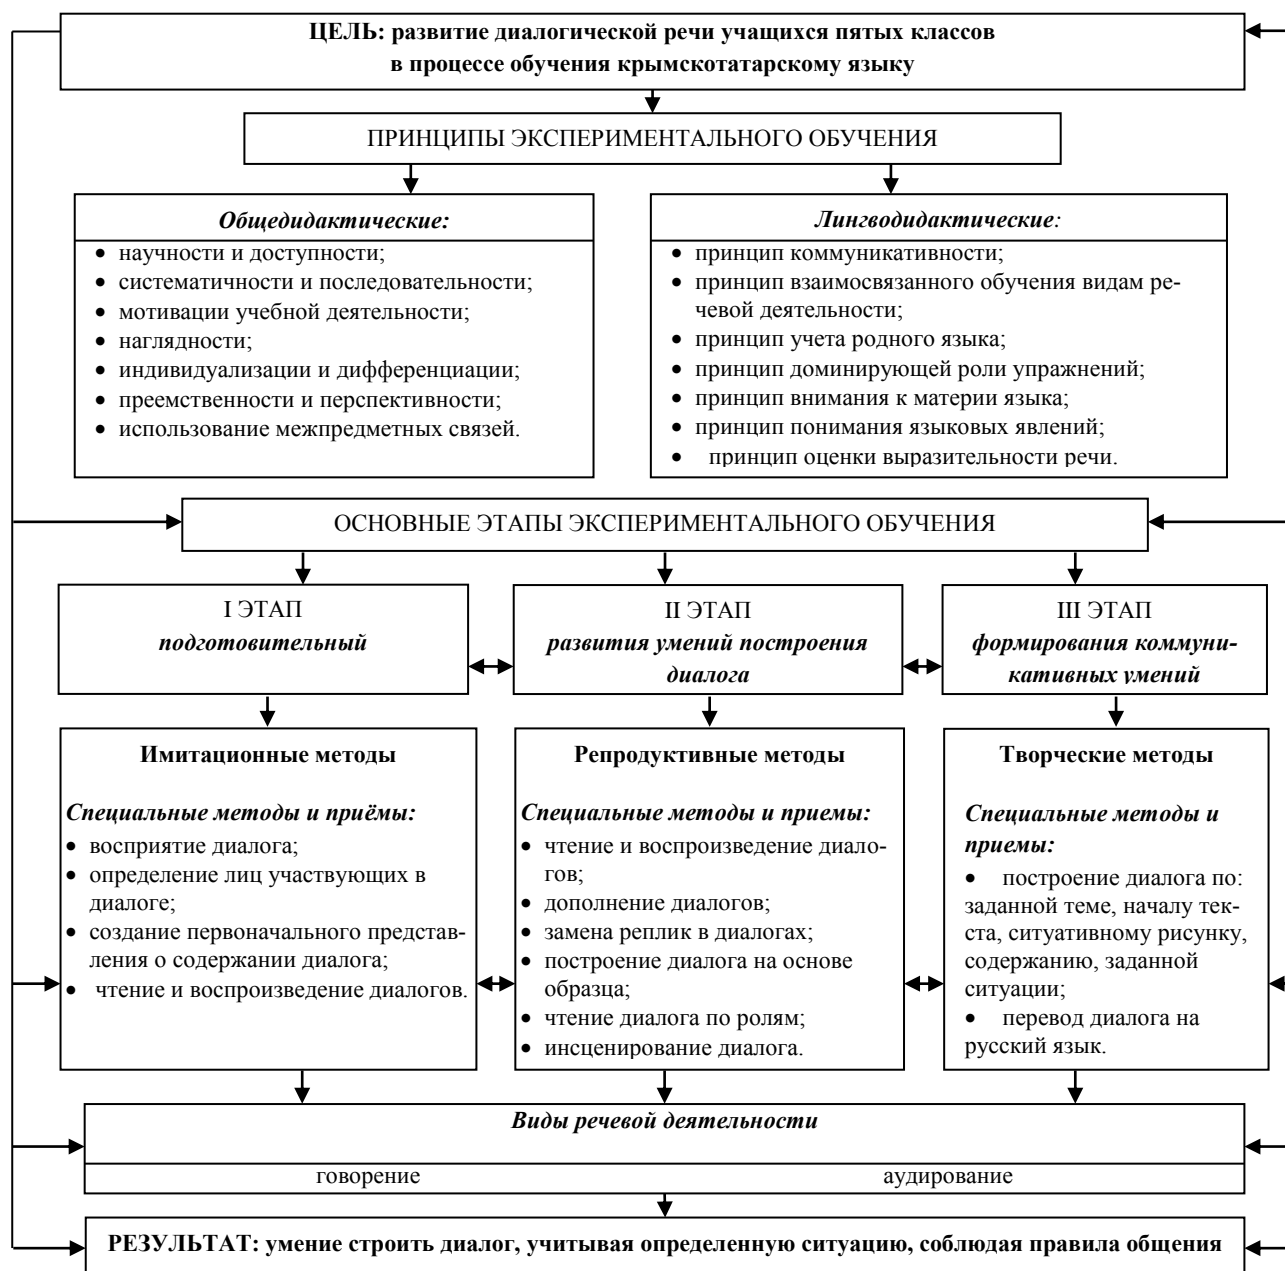 ЦЕЛЬ: развитие диалогической речи учащихся пятых классов
в процессе обучения крымскотатарскому языку
ПРИНЦИПЫ ЭКСПЕРИМЕНТАЛЬНОГО ОБУЧЕНИЯ
Общедидактические:
• научности и доступности;
• систематичности и последовательности;
• мотивации учебной деятельности;
• наглядности;
• индивидуализации и дифференциации;
• преемственности и перспективности;
• использование межпредметных связей.
Лингводидактические:
• принцип коммуникативности;
• принцип взаимосвязанного обучения видам ре-
чевой деятельности;
• принцип учета родного языка;
• принцип доминирующей роли упражнений;
• принцип внимания к материи языка;
• принцип понимания языковых явлений;
• принцип оценки выразительности речи.
ОСНОВНЫЕ ЭТАПЫ ЭКСПЕРИМЕНТАЛЬНОГО ОБУЧЕНИЯ
I ЭТАП
подготовительный
II ЭТАП
развития умений построения
диалога
III ЭТАП
формирования коммуни-
кативных умений
Имитационные методы
Специальные методы и приёмы:
• восприятие диалога;
• определение лиц участвующих в
диалоге;
• создание первоначального представ-
ления о содержании диалога;
• чтение и воспроизведение диалогов.
Репродуктивные методы
Специальные методы и приемы:
• чтение и воспроизведение диало-
гов;
• дополнение диалогов;
• замена реплик в диалогах;
• построение диалога на основе
образца;
• чтение диалога по ролям;
• инсценирование диалога.
Творческие методы
Специальные методы и
приемы:
• построение диалога по:
заданной теме, началу тек-
ста, ситуативному рисунку,
содержанию, заданной
ситуации;
• перевод диалога на
русский язык.
Виды речевой деятельности
говорение аудирование
РЕЗУЛЬТАТ: умение строить диалог, учитывая определенную ситуацию, соблюдая правила общения